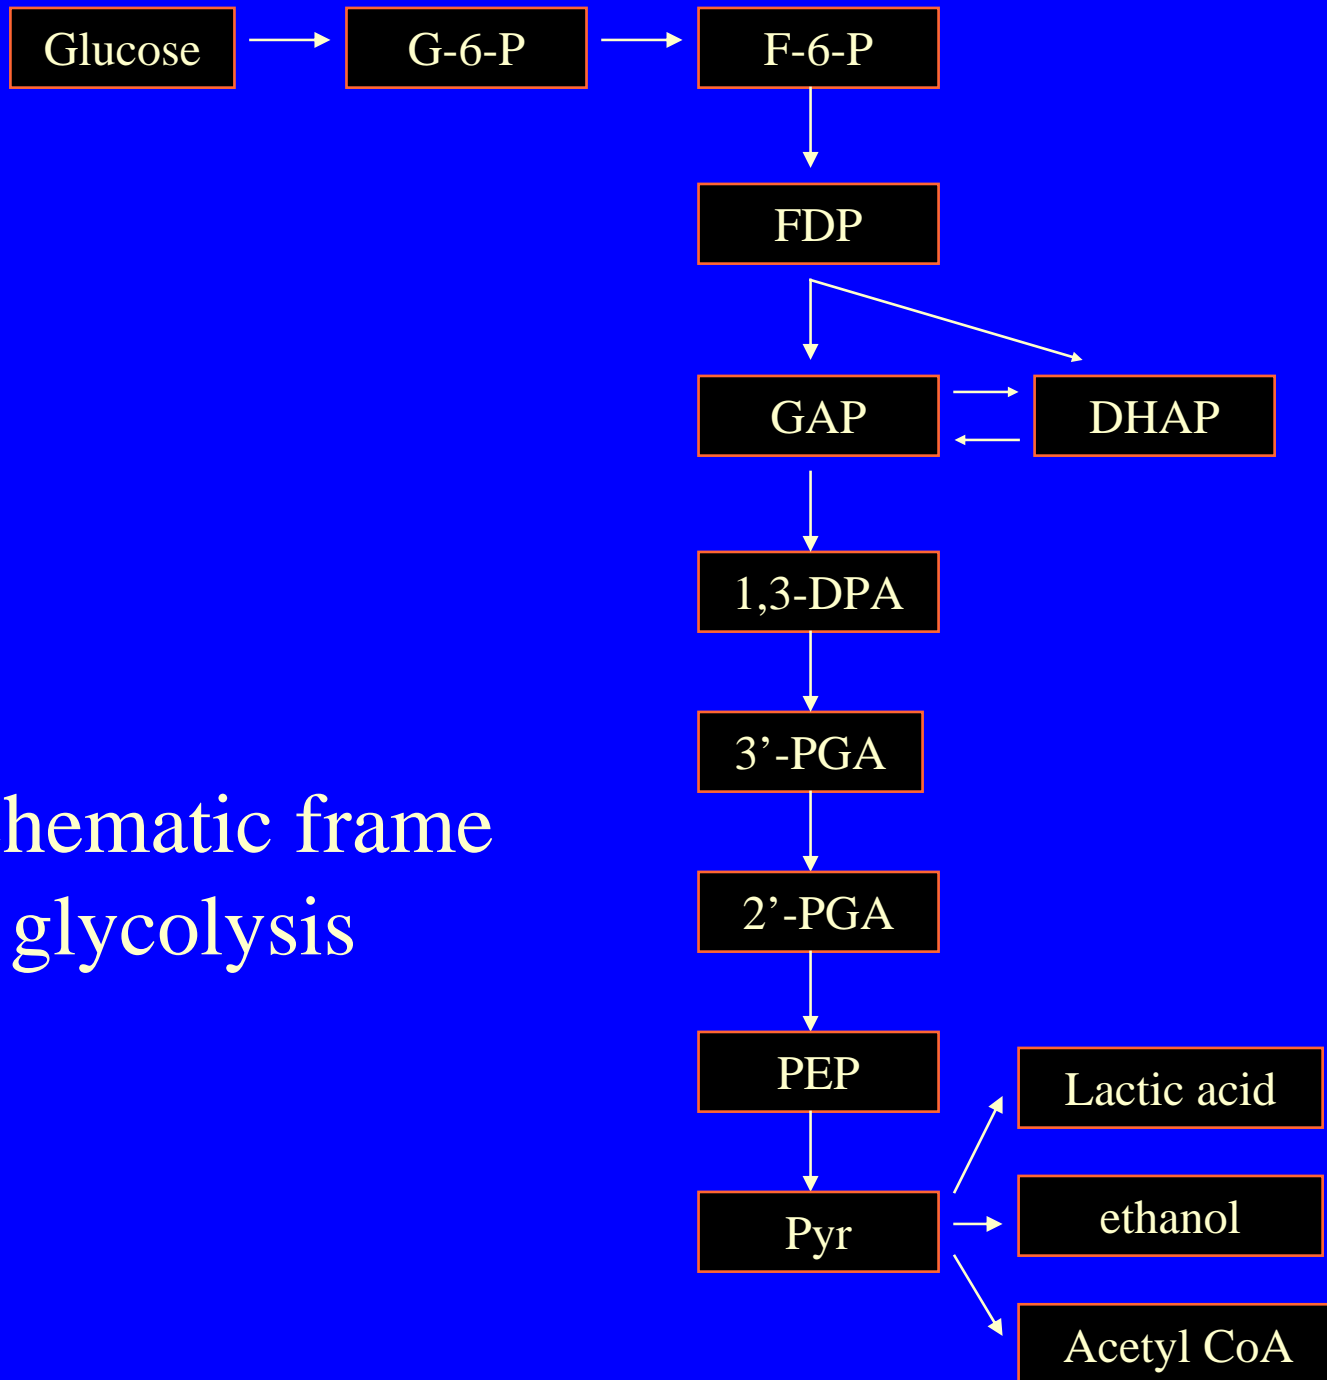 Glucose
G-6-P
F-6-P
FDP
GAP
DHAP
1,3-DPA
3’-PGA
hematic frame
glycolysis
2’-PGA
PEP
Lactic acid
Pyr
ethanol
Acetyl CoA